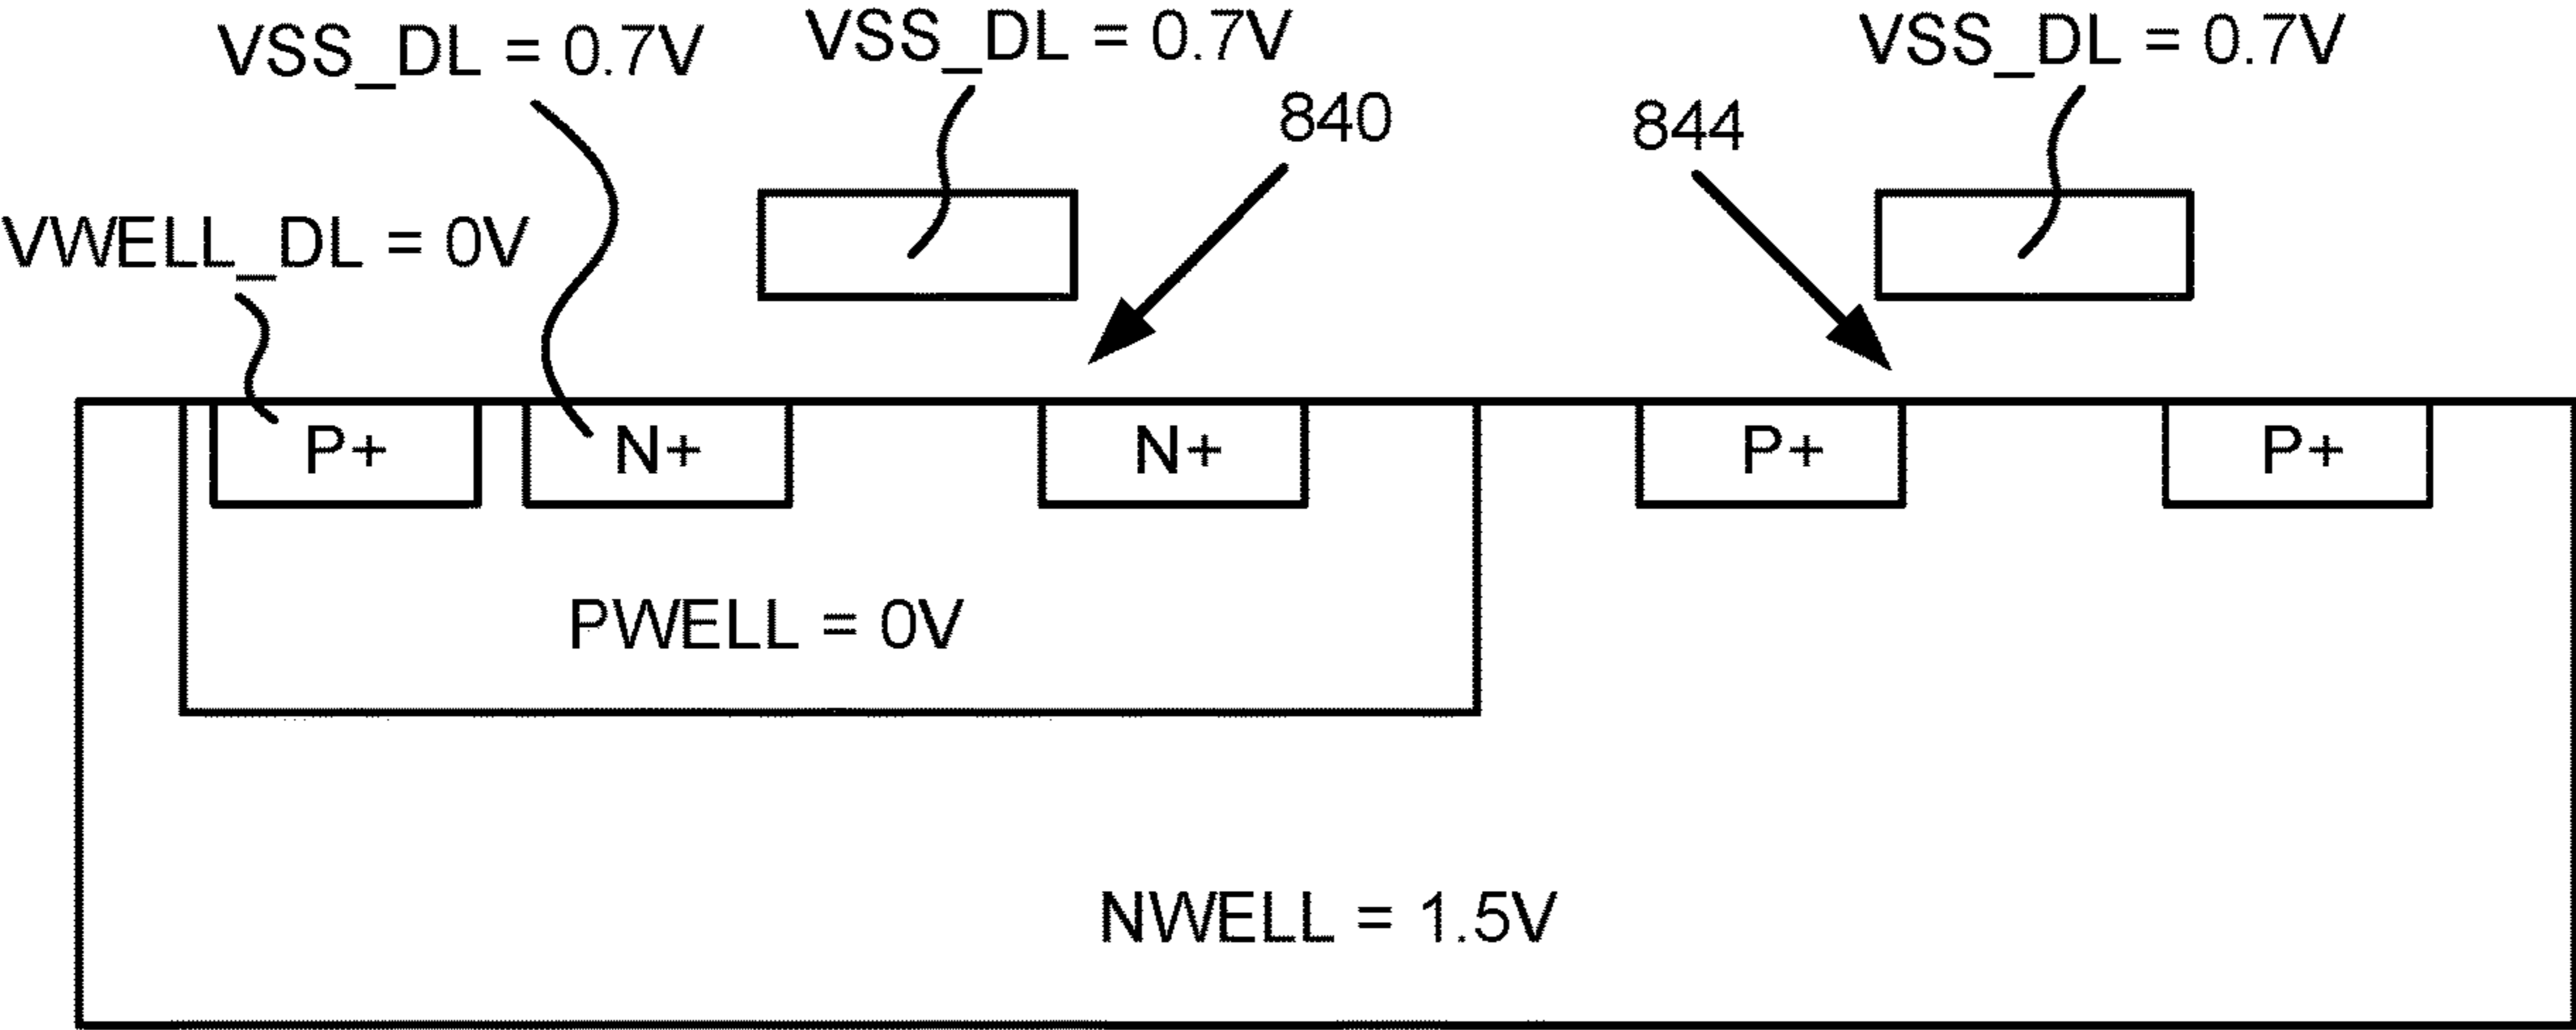 VSS_DL = 0.7V
VSS_DL = 0.7V
VSS_DL = 0.7V
840
844
VWELL_DL = 0V
P+
N+
N+
P+
P+
PWELL = 0V
NWELL = 1.5V